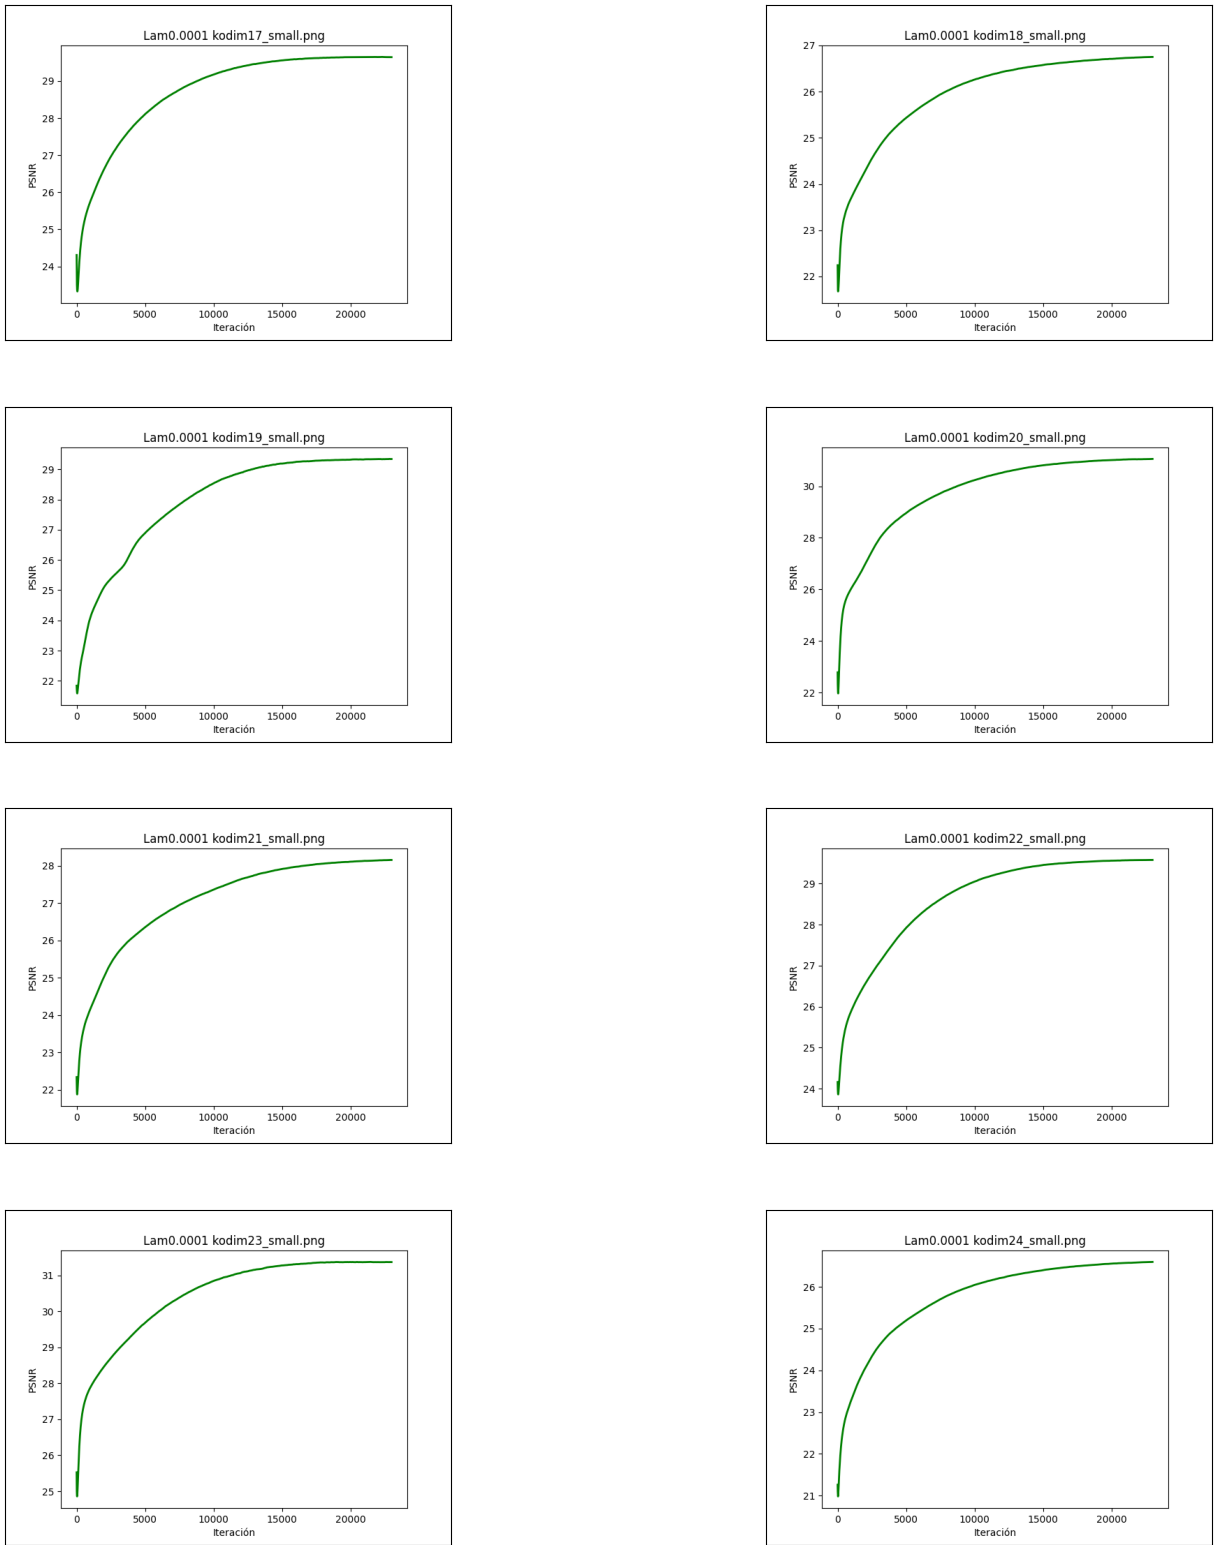 Lam0.0001 kodim17_small.png
PSNR
29
28
27
26
25
24
0 5000 10000 15000 20000
Iteración
Lam0.0001 kodim18_small.png
PSNR
27
26
25
24
23
22
0 5000 10000 15000 20000
Iteración
Lam0.0001 kodim19_small.png
PSNR
29
28
27
26
25
24
23
22
0 5000 10000 15000 20000
Iteración
Lam0.0001 kodim20_small.png
PSNR
30
28
26
24
22
0 5000 10000 15000 20000
Iteración
Lam0.0001 kodim21_small.png
PSNR
28
27
26
25
24
23
22
0 5000 10000 15000 20000
Iteración
Lam0.0001 kodim22_small.png
PSNR
29
28
27
26
25
24
0 5000 10000 15000 20000
Iteración
Lam0.0001 kodim23_small.png
PSNR
31
30
29
28
27
26
25
0 5000 10000 15000 20000
Iteración
Lam0.0001 kodim24_small.png
PSNR
26
25
24
23
22
21
0 5000 10000 15000 20000
Iteración